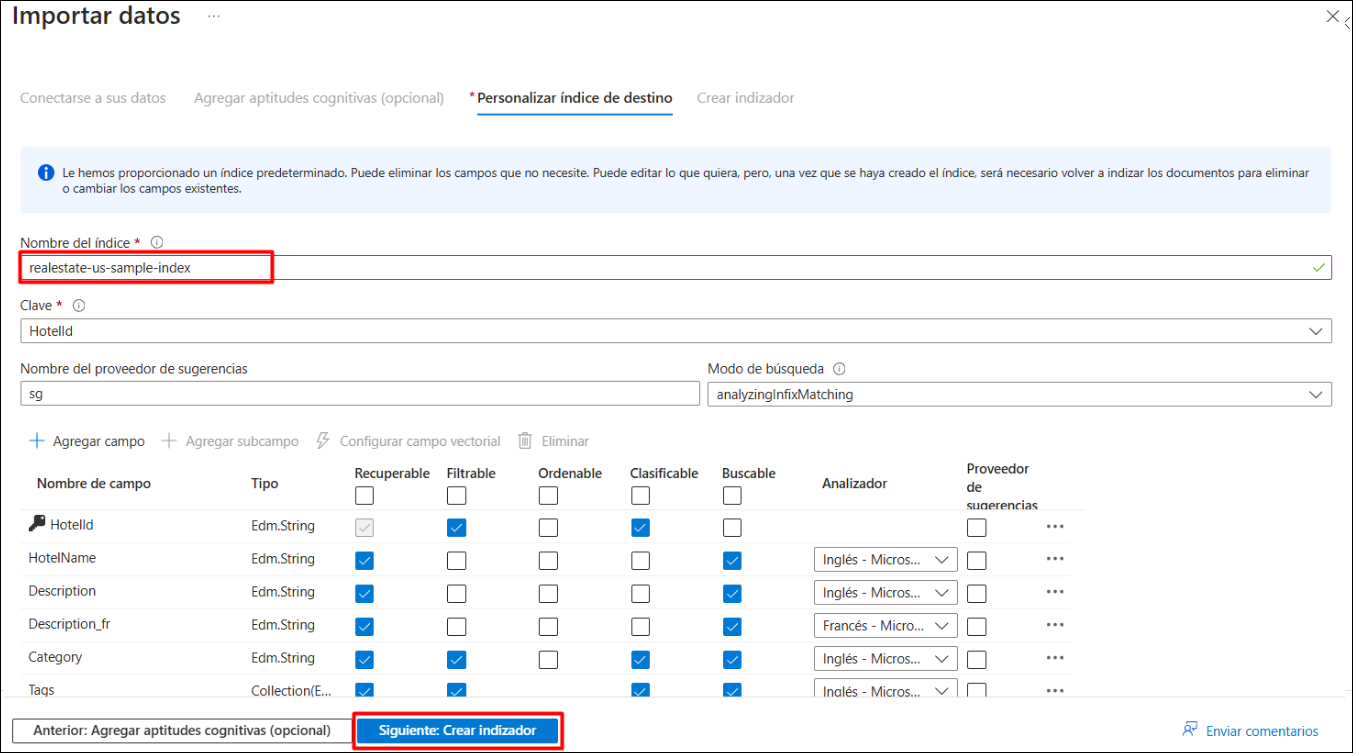 Importar datos ...
Conectarse a sus datos Agregar aptitudes cognitivas (opcional) * Personalizar índice de destino Crear indizador
Le hemos proporcionado un índice predeterminado. Puede eliminar los campos que no necesite. Puede editar lo que quiera, pero, una vez que se haya creado el índice, será necesario volver a indizar los documentos para eliminar
o cambiar los campos existentes.
Nombre del índice *
realestate-us-sample-index
Clave *
HotelId
Nombre del proveedor de sugerencias Modo de búsqueda
sg analyzingInfixMatching
Agregar campo Agregar subcampo Configurar campo vectorial Eliminar
Nombre de campo Tipo Recuperable Filtrable Ordenable Clasificable Buscable Analizador Proveedor
de
sugerencias
HotelId Edm.String
HotelName Edm.String Inglés - Micros...
Description Edm.String Inglés - Micros...
Description_fr Edm.String Francés - Micro...
Category Edm.String Inglés - Micros...
Tags Collection(E... Inglés - Micros...
Anterior: Agregar aptitudes cognitivas (opcional) Siguiente: Crear indizador Enviar comentarios